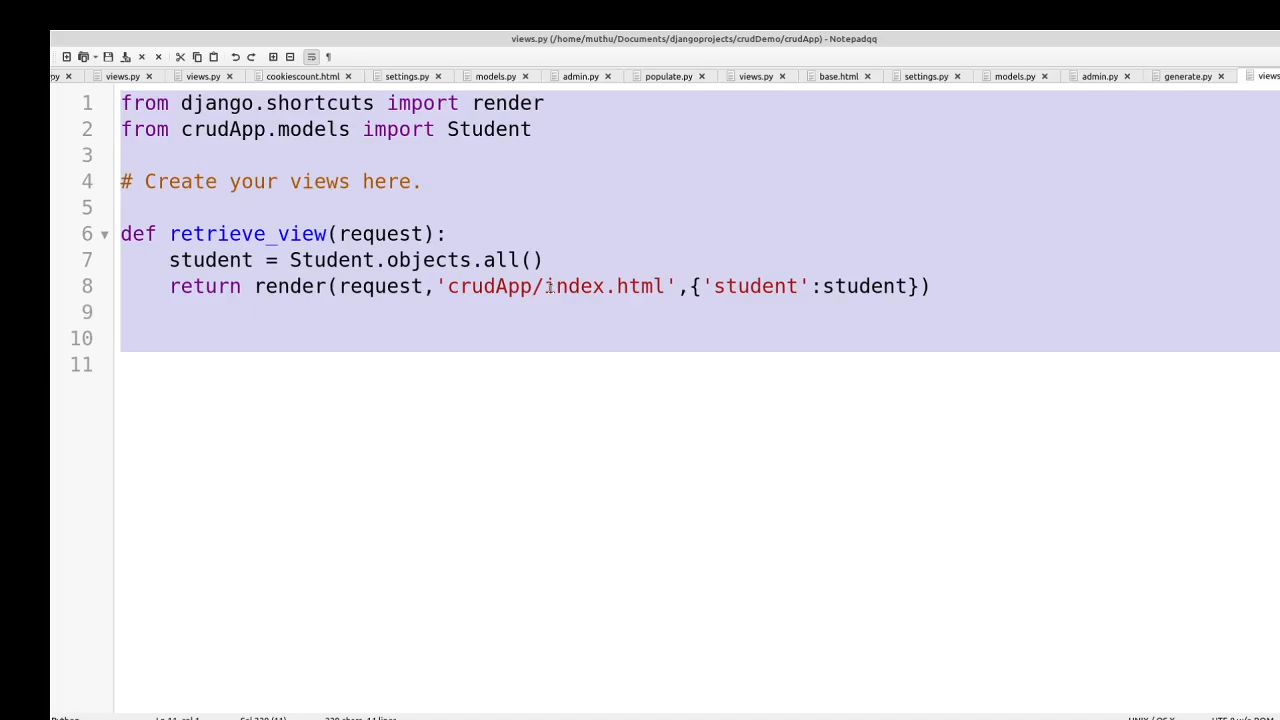 views.py (/home/muthu/Documents/djangoprojects/crudDemo/crudApp) - Notepadqq
py views.py views.py cookiescount.html settings.py models.py admin.py populate.py views.py base.html settings.py models.py admin.py generate.py views
1 from django.shortcuts import render
2 from crudApp.models import Student
3
4 # Create your views here.
5
6 def retrieve_view(request):
7 student = Student.objects.all()
8 return render(request,'crudApp/index.html',{'student':student})
9
10
11